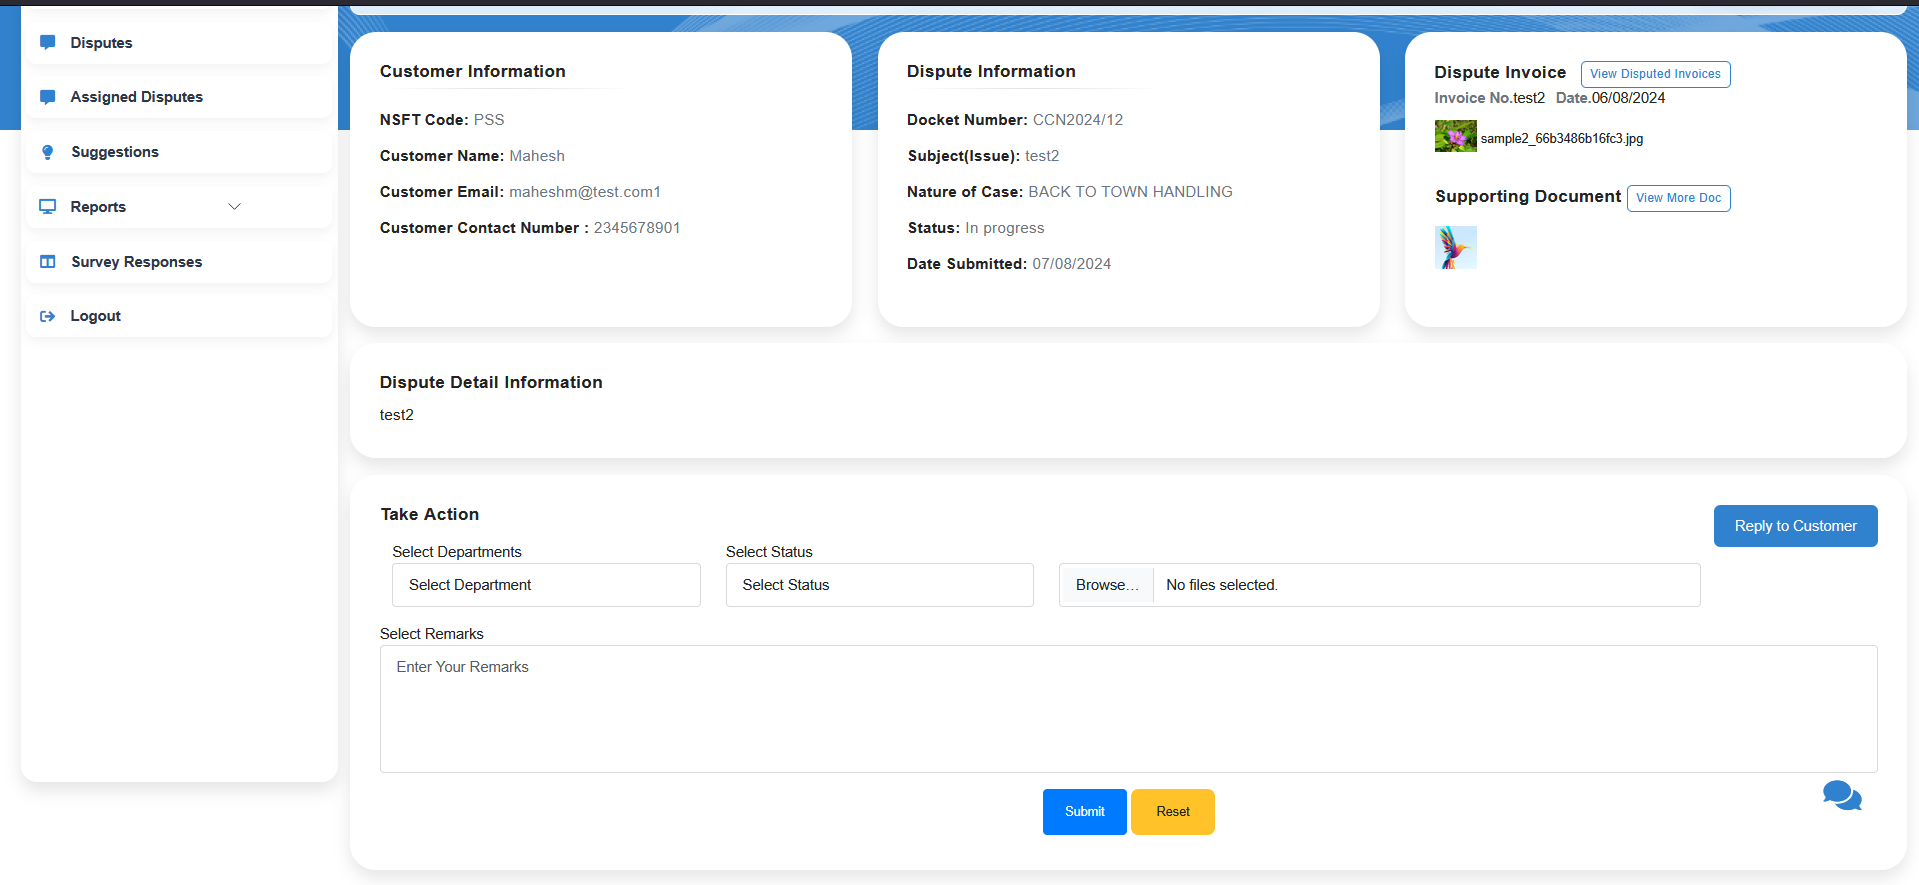 Disputes
Assigned Disputes
Suggestions
Reports
Survey Responses
Logout
Customer Information
NSFT Code: PSS
Customer Name: Mahesh
Customer Email: maheshm@test.com1
Customer Contact Number : 2345678901
Dispute Information
Docket Number: CCN2024/12
Subject(Issue): test2
Nature of Case: BACK TO TOWN HANDLING
Status: In progress
Date Submitted: 07/08/2024
Dispute Invoice View Disputed Invoices
Invoice No.test2 Date.06/08/2024
sample2_66b3486b16fc3.jpg
Supporting Document View More Doc
Dispute Detail Information
test2
Take Action
Reply to Customer
Select Departments
Select Department
Select Status
Select Status
Browse... No files selected.
Select Remarks
Enter Your Remarks
Submit Reset